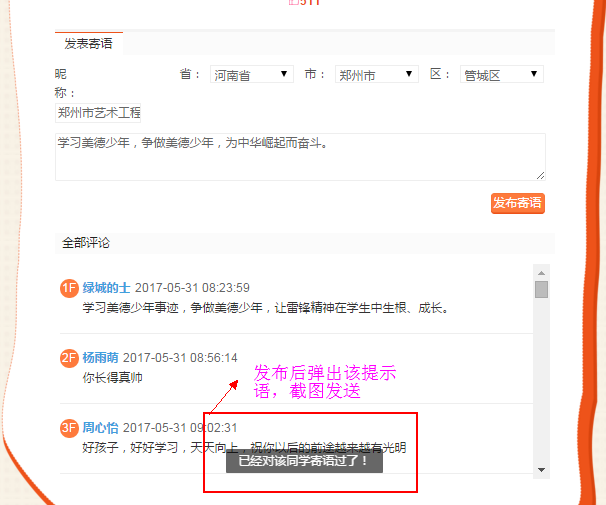 511
发表寄语
昵 省： 河南省 市： 郑州市 区： 管城区
称：
郑州市艺术工程
学习美德少年，争做美德少年，为中华崛起而奋斗。
发布寄语
全部评论
1F 绿城的士 2017-05-31 08:23:59
学习美德少年事迹，争做美德少年，让雷锋精神在学生中生根、成长。
2F 杨雨萌 2017-05-31 08:56:14
你长得真帅
发布后弹出该提示
语，截图发送
3F 周心怡 2017-05-31 09:02:31
好孩子，好好学习，天天向上，祝你以后的前途越来越有光明
已经对该同学寄语过了！